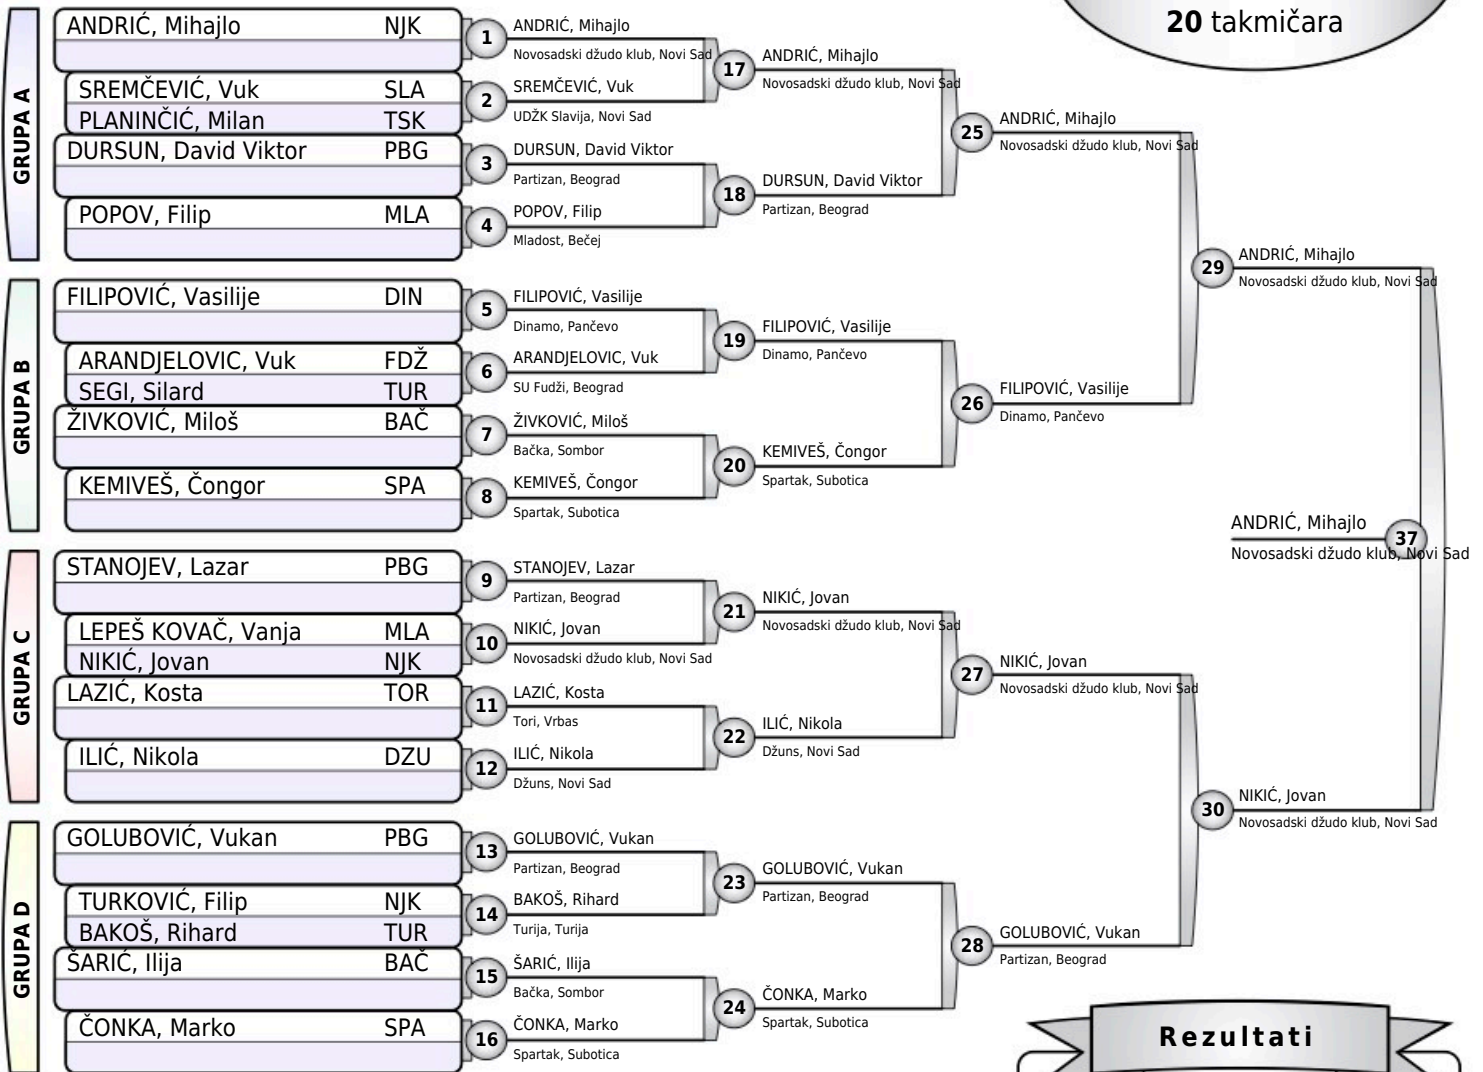 20 takmičara
GRUPA A
ANDRIĆ, Mihajlo NJK
SREMČEVIĆ, Vuk SLA
PLANINČIĆ, Milan TSK
DURSUN, David Viktor PBG
POPOV, Filip MLA
GRUPA B
FILIPOVIĆ, Vasilije DIN
ARANDJELOVIC, Vuk FDŽ
SEGI, Silard TUR
ŽIVKOVIĆ, Miloš BAČ
KEMIVEŠ, Čongor SPA
GRUPA C
STANOJEV, Lazar PBG
LEPEŠ KOVAČ, Vanja MLA
NIKIĆ, Jovan NJK
LAZIĆ, Kosta TOR
ILIĆ, Nikola DZU
GRUPA D
GOLUBOVIĆ, Vukan PBG
TURKOVIĆ, Filip NJK
BAKOŠ, Rihard TUR
ŠARIĆ, Ilija BAČ
ČONKA, Marko SPA
1 ANDRIĆ, Mihajlo
Novosadski džudo klub, Novi Sad
2 SREMČEVIĆ, Vuk
UDŽK Slavija, Novi Sad
3 DURSUN, David Viktor
Partizan, Beograd
4 POPOV, Filip
Mladost, Bečej
5 FILIPOVIĆ, Vasilije
Dinamo, Pančevo
6 ARANDJELOVIC, Vuk
SU Fudži, Beograd
7 ŽIVKOVIĆ, Miloš
Bačka, Sombor
8 KEMIVEŠ, Čongor
Spartak, Subotica
9 STANOJEV, Lazar
Partizan, Beograd
10 NIKIĆ, Jovan
Novosadski džudo klub, Novi Sad
11 LAZIĆ, Kosta
Tori, Vrbas
12 ILIĆ, Nikola
Džuns, Novi Sad
13 GOLUBOVIĆ, Vukan
Partizan, Beograd
14 BAKOŠ, Rihard
Turija, Turija
15 ŠARIĆ, Ilija
Bačka, Sombor
16 ČONKA, Marko
Spartak, Subotica
17 ANDRIĆ, Mihajlo
Novosadski džudo klub, Novi Sad
18 DURSUN, David Viktor
Partizan, Beograd
19 FILIPOVIĆ, Vasilije
Dinamo, Pančevo
20 KEMIVEŠ, Čongor
Spartak, Subotica
21 NIKIĆ, Jovan
Novosadski džudo klub, Novi Sad
22 ILIĆ, Nikola
Džuns, Novi Sad
23 GOLUBOVIĆ, Vukan
Partizan, Beograd
24 ČONKA, Marko
Spartak, Subotica
25 ANDRIĆ, Mihajlo
Novosadski džudo klub, Novi Sad
26 FILIPOVIĆ, Vasilije
Dinamo, Pančevo
27 NIKIĆ, Jovan
Novosadski džudo klub, Novi Sad
28 GOLUBOVIĆ, Vukan
Partizan, Beograd
29 ANDRIĆ, Mihajlo
Novosadski džudo klub, Novi Sad
30 NIKIĆ, Jovan
Novosadski džudo klub, Novi Sad
ANDRIĆ, Mihajlo 37
Novosadski džudo klub, Novi Sad
Rezultati